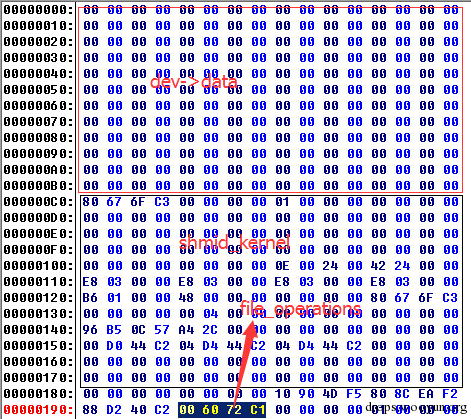 00000000: 00 00 00 00 00 00 00 00 00 00 00 00 00 00 00 00
00000010: 00 00 00 00 00 00 00 00 00 00 00 00 00 00 00 00
00000020: 00 00 00 00 00 00 00 00 00 00 00 00 00 00 00 00
00000030: 00 00 00 00 00 00 00 00 00 00 00 00 00 00 00 00
00000040: 00 00 00 00 00 00 00 00 00 00 00 00 00 00 00 00
dev->data
00000050: 00 00 00 00 00 00 00 00 00 00 00 00 00 00 00 00
00000060: 00 00 00 00 00 00 00 00 00 00 00 00 00 00 00 00
00000070: 00 00 00 00 00 00 00 00 00 00 00 00 00 00 00 00
00000080: 00 00 00 00 00 00 00 00 00 00 00 00 00 00 00 00
00000090: 00 00 00 00 00 00 00 00 00 00 00 00 00 00 00 00
000000A0: 00 00 00 00 00 00 00 00 00 00 00 00 00 00 00 00
000000B0: 00 00 00 00 00 00 00 00 00 00 00 00 00 00 00 00
000000C0: 80 67 6F C3 00 00 00 00 01 00 00 00 00 00 00 00
000000D0: 00 00 00 00 00 00 00 00 00 00 00 00 00 00 00 00
000000E0: 00 00 00 00 00 00 00 00 00 00 00 00 00 00 00 00
shmid_kernel
000000F0: 00 00 00 00 00 00 00 00 00 00 00 00 00 00 00 00
00000100: 00 00 00 00 00 00 00 00 0E 00 24 00 42 24 00 00
00000110: E8 03 00 00 E8 03 00 00 E8 03 00 00 E8 03 00 00
00000120: B6 01 00 00 48 00 00 00 00 00 00 00 80 67 6F C3
file_operations
00000130: 00 00 00 00 00 04 00 00 00 00 00 00 00 00 00 00
00000140: 96 B5 0C 57 A4 2C 00 00 00 00 00 00 00 00 00 00
00000150: 00 D0 44 C2 04 D4 44 C2 04 D4 44 C2 00 00 00 00
00000160: 00 00 00 00 00 00 00 00 00 00 00 00 00 00 00 00
00000170: 00 00 00 00 00 00 00 00 00 00 00 00 00 00 00 00
00000180: 00 00 00 00 00 00 00 00 10 90 4D F5 80 8C EA F2
00000190: 88 D2 40 C2 00 60 72 C1 00 00 00 00